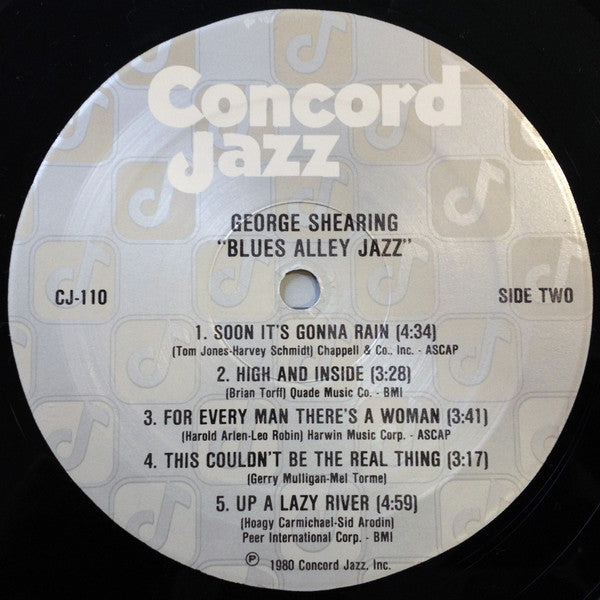 Concord
Jazz
GEORGE SHEARING
"BLUES ALLEY JAZZ"
CJ-110
SIDE TWO
1. SOON IT'S GONNA RAIN (4:34)
(Tom Jones-Harvey Schmidt) Chappell & Co., Inc. - ASCAP
2. HIGH AND INSIDE (3:28)
(Brian Torff) Quade Music Co. - BMI
3. FOR EVERY MAN THERE'S A WOMAN (3:41)
(Harold Arlen-Leo Robin) Harwin Music Corp. - ASCAP
4. THIS COULDN'T BE THE REAL THING (3:17)
(Gerry Mulligan-Mel Torme)
5. UP A LAZY RIVER (4:59)
(Hoagy Carmichael-Sid Arodin)
Peer International Corp. - BMI
℗ 1980 Concord Jazz, Inc.